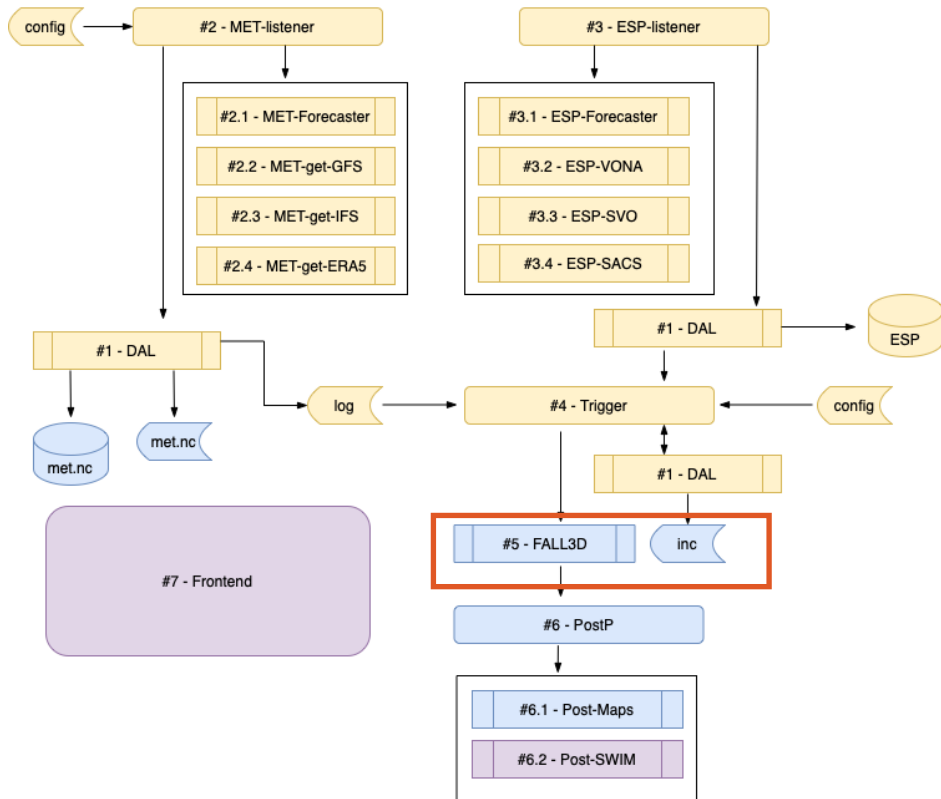 config
#2 - MET-listener
#3 - ESP-listener
#2.1 - MET-Forecaster
#2.2 - MET-get-GFS
#2.3 - MET-get-IFS
#2.4 - MET-get-ERA5
#3.1 - ESP-Forecaster
#3.2 - ESP-VONA
#3.3 - ESP-SVO
#3.4 - ESP-SACS
#1 - DAL
ESP
#1 - DAL
log
#4 - Trigger
config
met.nc
met.nc
#1 - DAL
#5 - FALL3D
inc
#7 - Frontend
#6 - PostP
#6.1 - Post-Maps
#6.2 - Post-SWIM